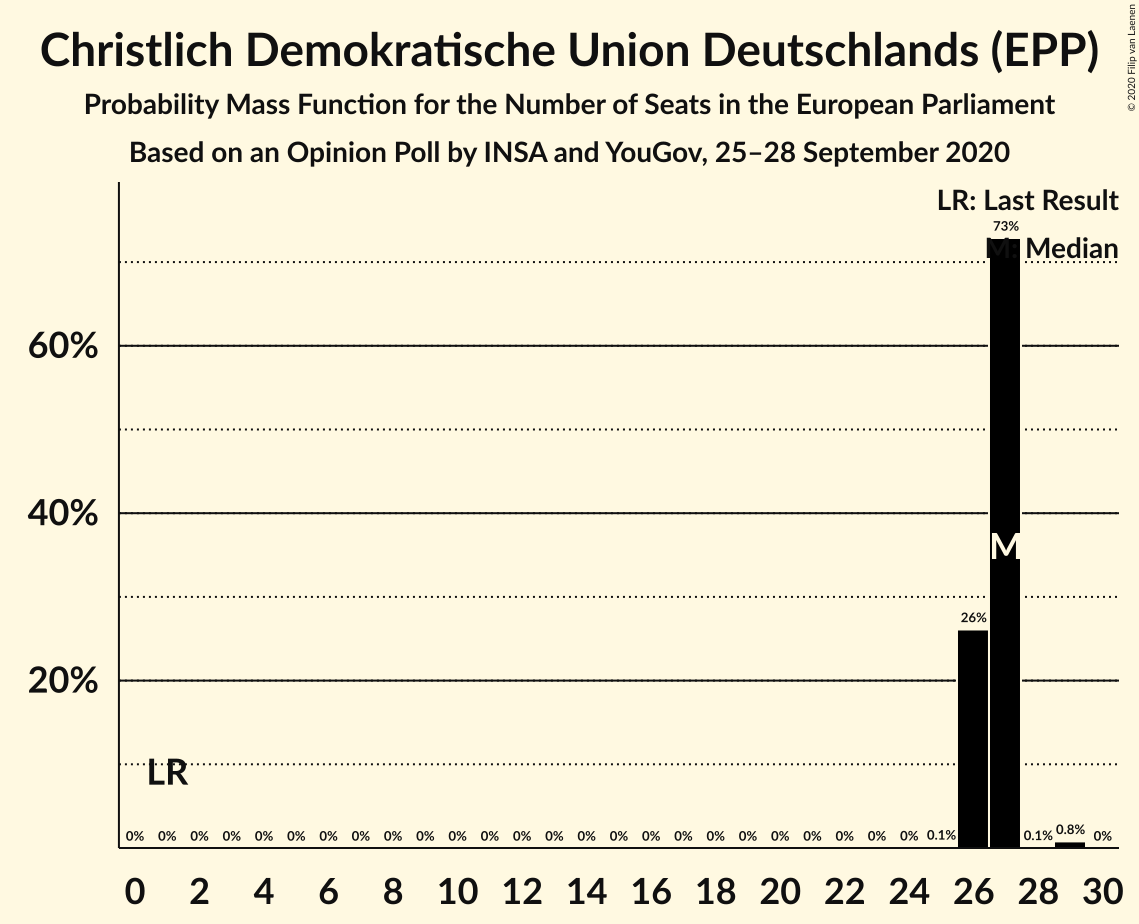 Christlich Demokratische Union Deutschlands (EPP)
Probability Mass Function for the Number of Seats in the European Parliament
Based on an Opinion Poll by INSA and YouGov, 25–28 September 2020
© 2020 Filip van Laenen
LR: Last Result
73%
M: Median
60%
40%
M
26%
20%
LR
0% 0% 0% 0% 0% 0% 0% 0% 0% 0% 0% 0% 0% 0% 0% 0% 0% 0% 0% 0% 0% 0% 0% 0% 0% 0.1% 0.1% 0.8% 0%
0 2 4 6 8 10 12 14 16 18 20 22 24 26 28 30